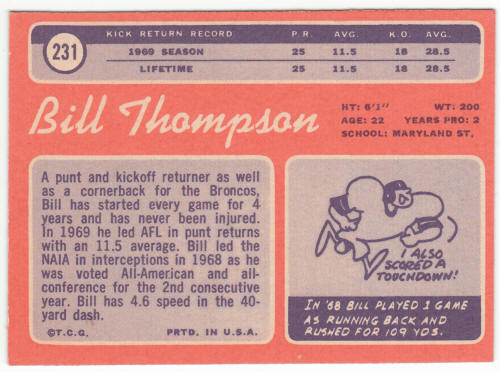 231
KICK RETURN RECORD P.R. AVG. K.O. AVG.
1969 SEASON 25 11.5 18 28.5
LIFETIME 25 11.5 18 28.5
Bill Thompson
HT: 6'1" WT: 200
AGE: 22 YEARS PRO: 2
SCHOOL: MARYLAND ST,
A punt and kickoff returner as well
as a cornerback for the Broncos,
Bill has started every game for 4
years and has never been injured.
In 1969 he led AFL in punt returns
with an 11.5 average. Bill led the
NAIA in interceptions in 1968 as he
was voted All-American and all-
conference for the 2nd consecutive
year. Bill has 4.6 speed in the 40-
yard dash.
©T.C.G. PRTD. IN U.S.A.
I ALSO
SCORED A
TOUCHDOWN!
IN '68 BILL PLAYED 1 GAME
AS RUNNING BACK AND
RUSHED FOR 109 YDS.